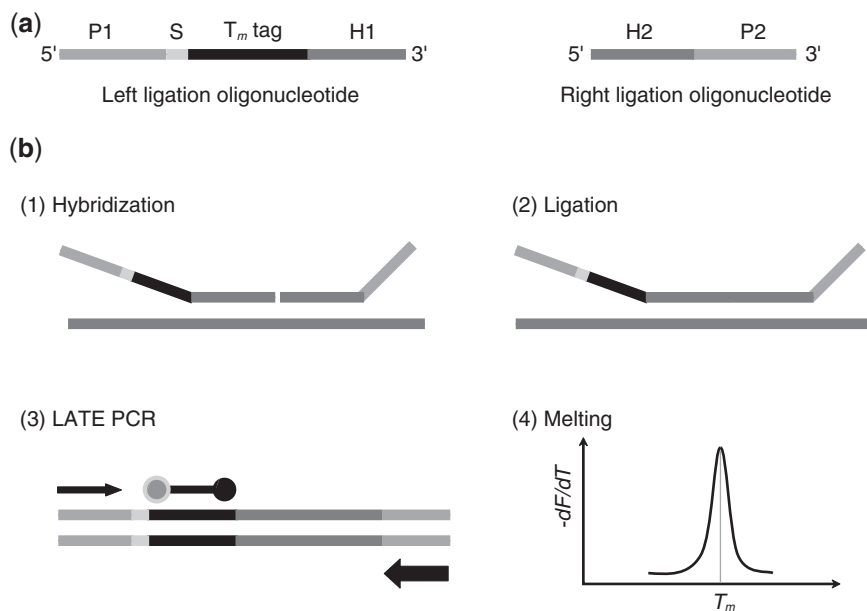 (a)
P1 S Tm tag H1
5' 3'
Left ligation oligonucleotide
H2 P2
5' 3'
Right ligation oligonucleotide
(b)
(1) Hybridization
(2) Ligation
(3) LATE PCR
(4) Melting
-dF/dT
Tm